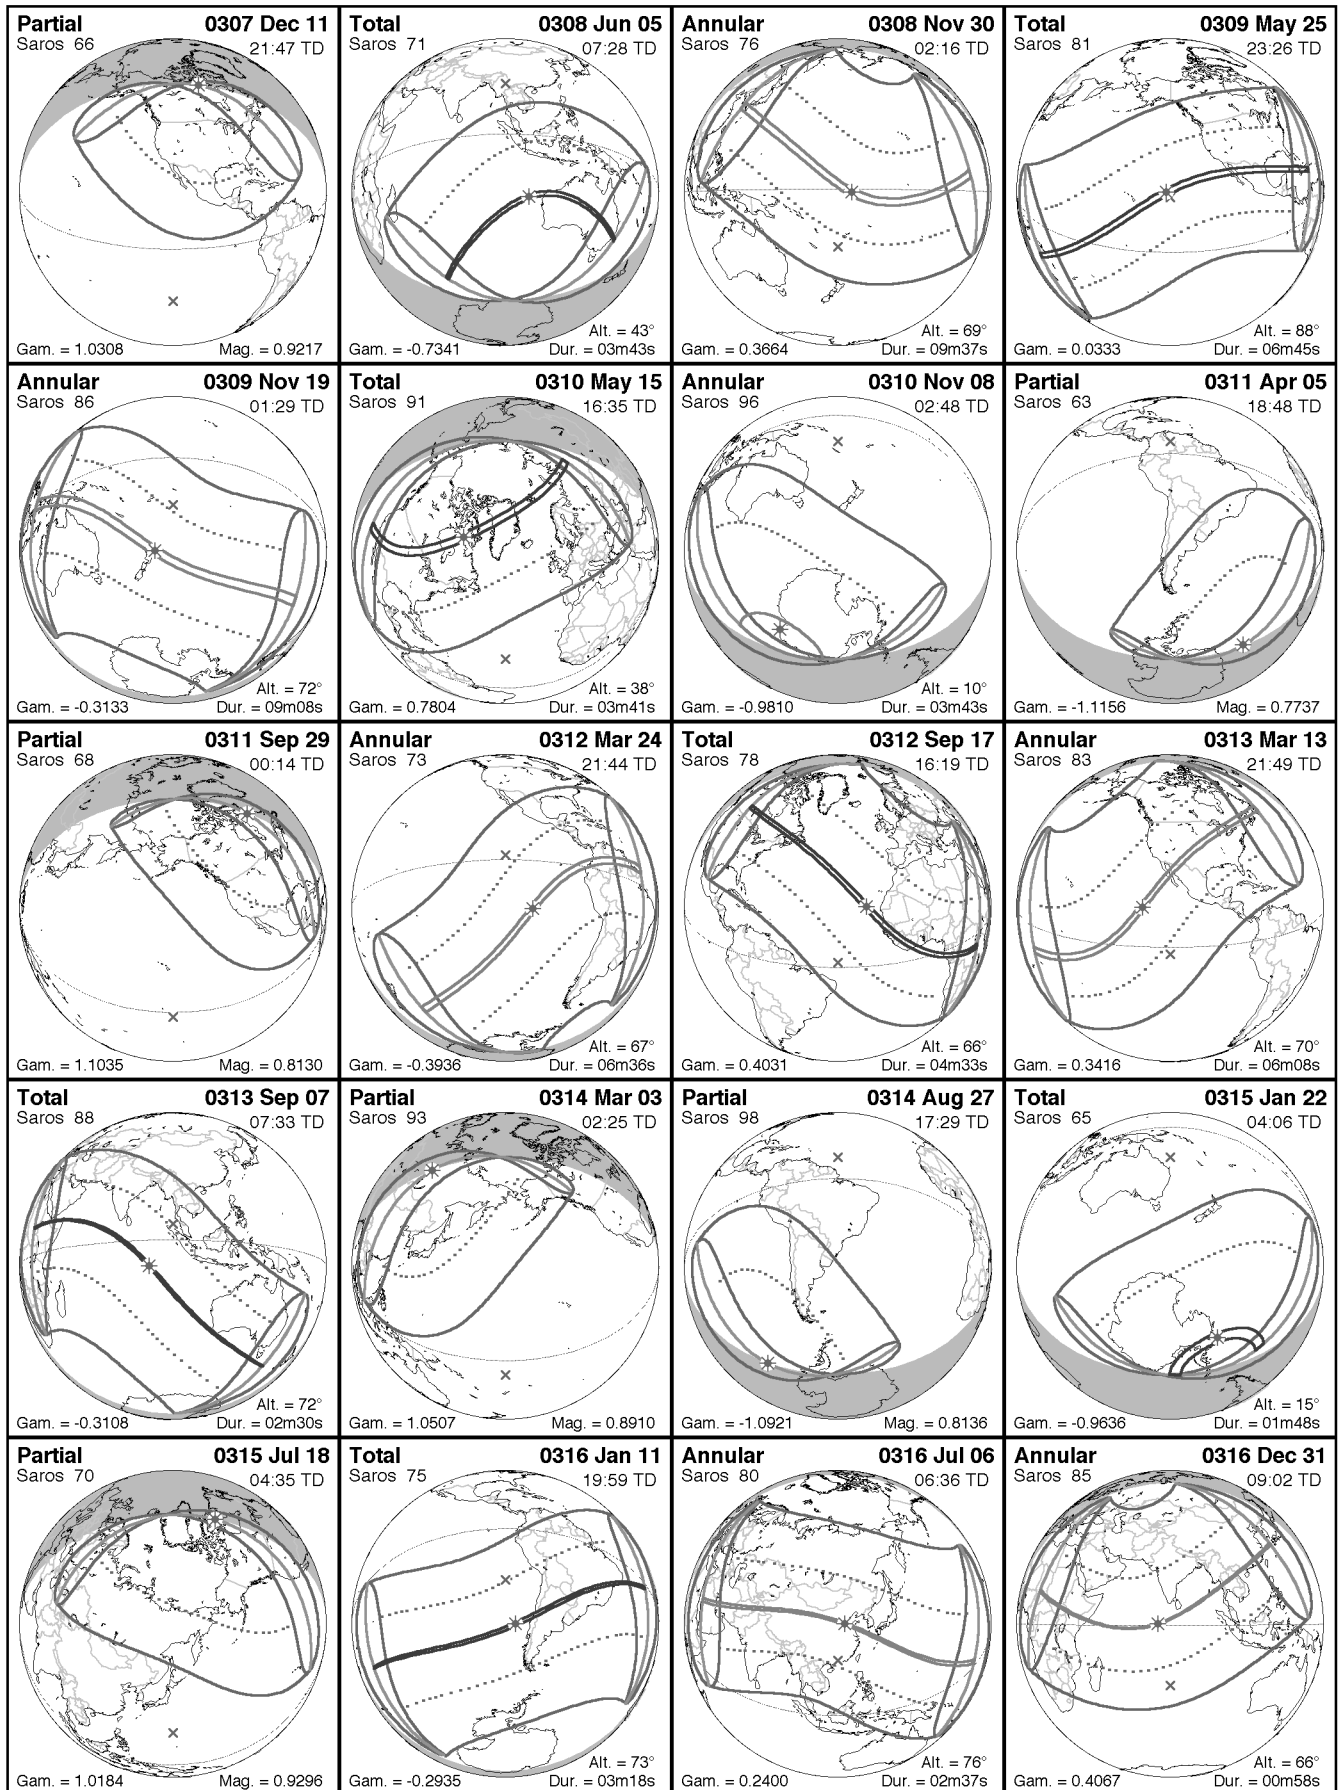 Partial 0307 Dec 11
Saros 66 21:47 TD
Gam. = 1.0308 Mag. = 0.9217
Total 0308 Jun 05
Saros 71 07:28 TD
Alt. = 43°
Gam. = -0.7341 Dur. = 03m43s
Annular 0308 Nov 30
Saros 76 02:16 TD
Alt. = 69°
Gam. = 0.3664 Dur. = 09m37s
Total 0309 May 25
Saros 81 23:26 TD
Alt. = 88°
Gam. = 0.0333 Dur. = 06m45s
Annular 0309 Nov 19
Saros 86 01:29 TD
Alt. = 72°
Gam. = -0.3133 Dur. = 09m08s
Total 0310 May 15
Saros 91 16:35 TD
Alt. = 38°
Gam. = 0.7804 Dur. = 03m41s
Annular 0310 Nov 08
Saros 96 02:48 TD
Alt. = 10°
Gam. = -0.9810 Dur. = 03m43s
Partial 0311 Apr 05
Saros 63 18:48 TD
Gam. = -1.1156 Mag. = 0.7737
Partial 0311 Sep 29
Saros 68 00:14 TD
Gam. = 1.1035 Mag. = 0.8130
Annular 0312 Mar 24
Saros 73 21:44 TD
Alt. = 67°
Gam. = -0.3936 Dur. = 06m36s
Total 0312 Sep 17
Saros 78 16:19 TD
Alt. = 66°
Gam. = 0.4031 Dur. = 04m33s
Annular 0313 Mar 13
Saros 83 21:49 TD
Alt. = 70°
Gam. = 0.3416 Dur. = 06m08s
Total 0313 Sep 07
Saros 88 07:33 TD
Alt. = 72°
Gam. = -0.3108 Dur. = 02m30s
Partial 0314 Mar 03
Saros 93 02:25 TD
Gam. = 1.0507 Mag. = 0.8910
Partial 0314 Aug 27
Saros 98 17:29 TD
Gam. = -1.0921 Mag. = 0.8136
Total 0315 Jan 22
Saros 65 04:06 TD
Alt. = 15°
Gam. = -0.9636 Dur. = 01m48s
Partial 0315 Jul 18
Saros 70 04:35 TD
Gam. = 1.0184 Mag. = 0.9296
Total 0316 Jan 11
Saros 75 19:59 TD
Alt. = 73°
Gam. = -0.2935 Dur. = 03m18s
Annular 0316 Jul 06
Saros 80 06:36 TD
Alt. = 76°
Gam. = 0.2400 Dur. = 02m37s
Annular 0316 Dec 31
Saros 85 09:02 TD
Alt. = 66°
Gam. = 0.4067 Dur. = 00m58s